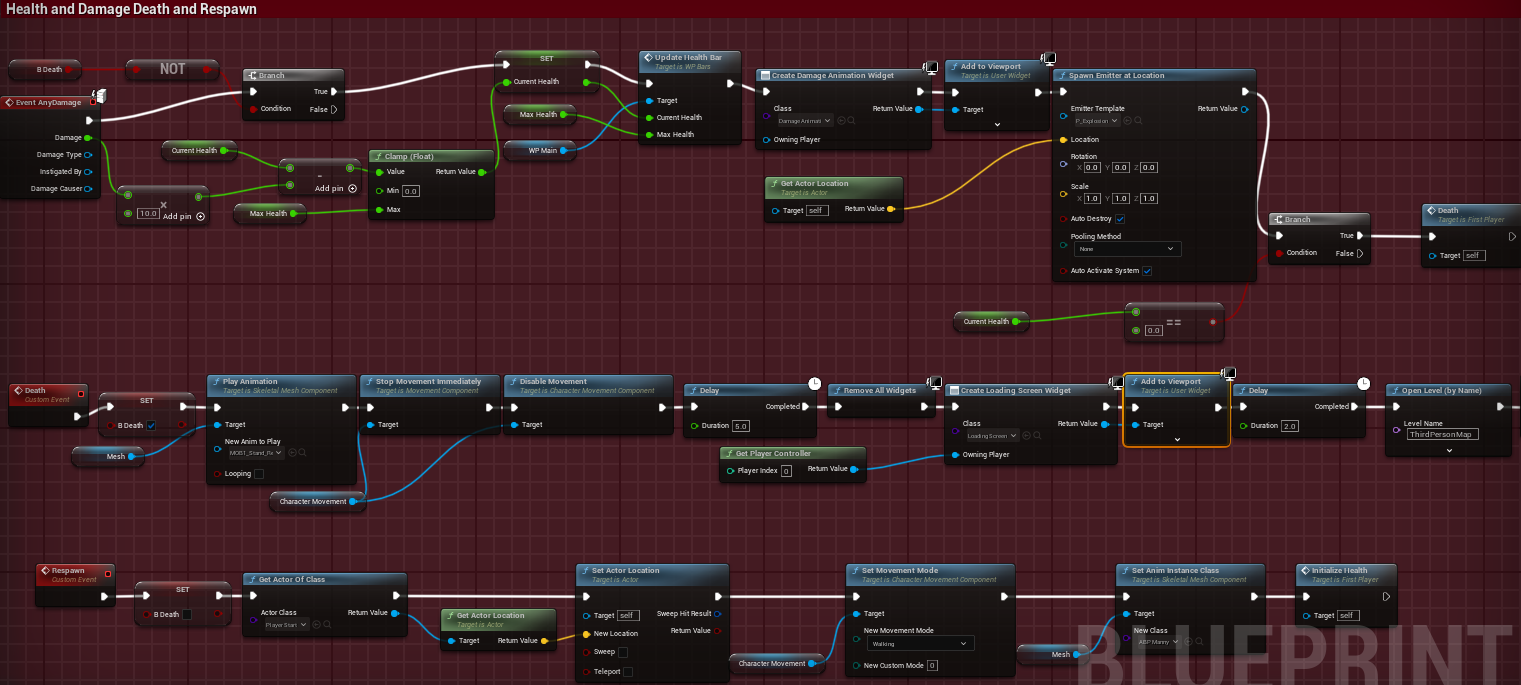 Health and Damage Death and Respawn
B Death
NOT
Branch
Condition
True
False
SET
Current Health
Update Health Bar
Target is WP Bars
Target
Current Health
Max Health
Create Damage Animation Widget
Class
Return Value
Damage Animati
Owning Player
Add to Viewport
Target is User Widget
Target
Spawn Emitter at Location
Emitter Template
Return Value
P_Explosion
Location
Rotation
X 0.0 Y 0.0 Z 0.0
Scale
X 1.0 Y 1.0 Z 1.0
Auto Destroy
Pooling Method
None
Auto Activate System
Event AnyDamage
Damage
Damage Type
Instigated By
Damage Causer
Current Health
×
10.0
Add pin
-
Add pin
Max Health
Clamp (Float)
Value
Return Value
Min 0.0
Max
Max Health
WP Main
Get Actor Location
Target is Actor
Target self
Return Value
Branch
Condition
True
False
Death
Target is First Player
Target self
Current Health
==
0.0
Death
Custom Event
SET
B Death
Mesh
Play Animation
Target is Skeletal Mesh Component
Target
New Anim to Play
MOB1_Stand_Re
Looping
Character Movement
Stop Movement Immediately
Target is Movement Component
Target
Disable Movement
Target is Character Movement Component
Target
Delay
Completed
Duration 5.0
Remove All Widgets
Get Player Controller
Player Index 0
Return Value
Create Loading Screen Widget
Class
Return Value
Loading Screen
Owning Player
Add to Viewport
Target is User Widget
Target
Delay
Completed
Duration 2.0
Open Level (by Name)
Level Name
ThirdPersonMap
Respawn
Custom Event
SET
B Death
Get Actor Of Class
Actor Class
Return Value
Player Start
Get Actor Location
Target is Actor
Target
Return Value
Set Actor Location
Target is Actor
Target self
Sweep Hit Result
New Location
Return Value
Sweep
Teleport
Character Movement
Set Movement Mode
Target is Character Movement Component
Target
New Movement Mode
Walking
New Custom Mode 0
Mesh
Set Anim Instance Class
Target is Skeletal Mesh Component
Target
New Class
ABP Manny
Initialize Health
Target is First Player
Target self
BLUEPRINT